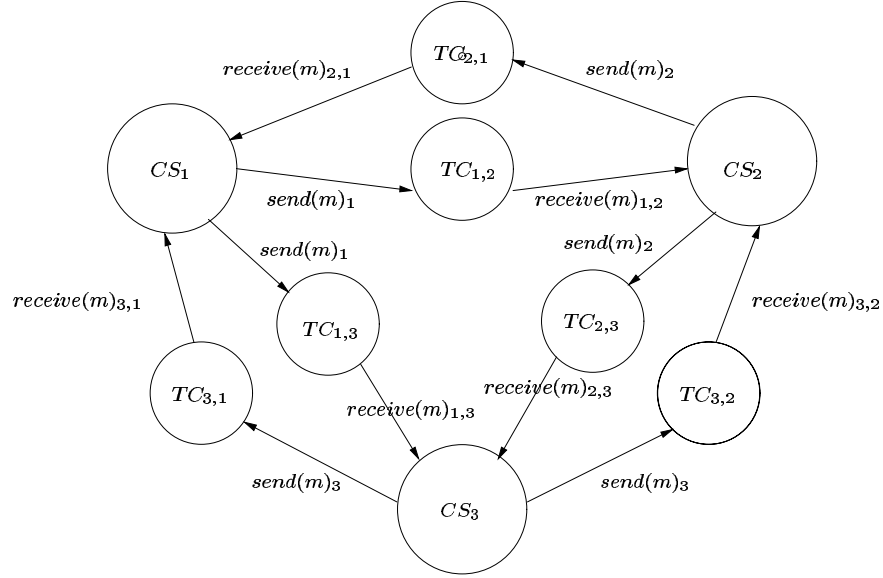 TC₂,₁
receive(m)₂,₁
send(m)₂
CS₁
TC₁,₂
CS₂
send(m)₁
receive(m)₁,₂
send(m)₁
send(m)₂
receive(m)₃,₁
receive(m)₃,₂
TC₁,₃
TC₂,₃
TC₃,₁
receive(m)₁,₃
receive(m)₂,₃
TC₃,₂
send(m)₃
send(m)₃
CS₃